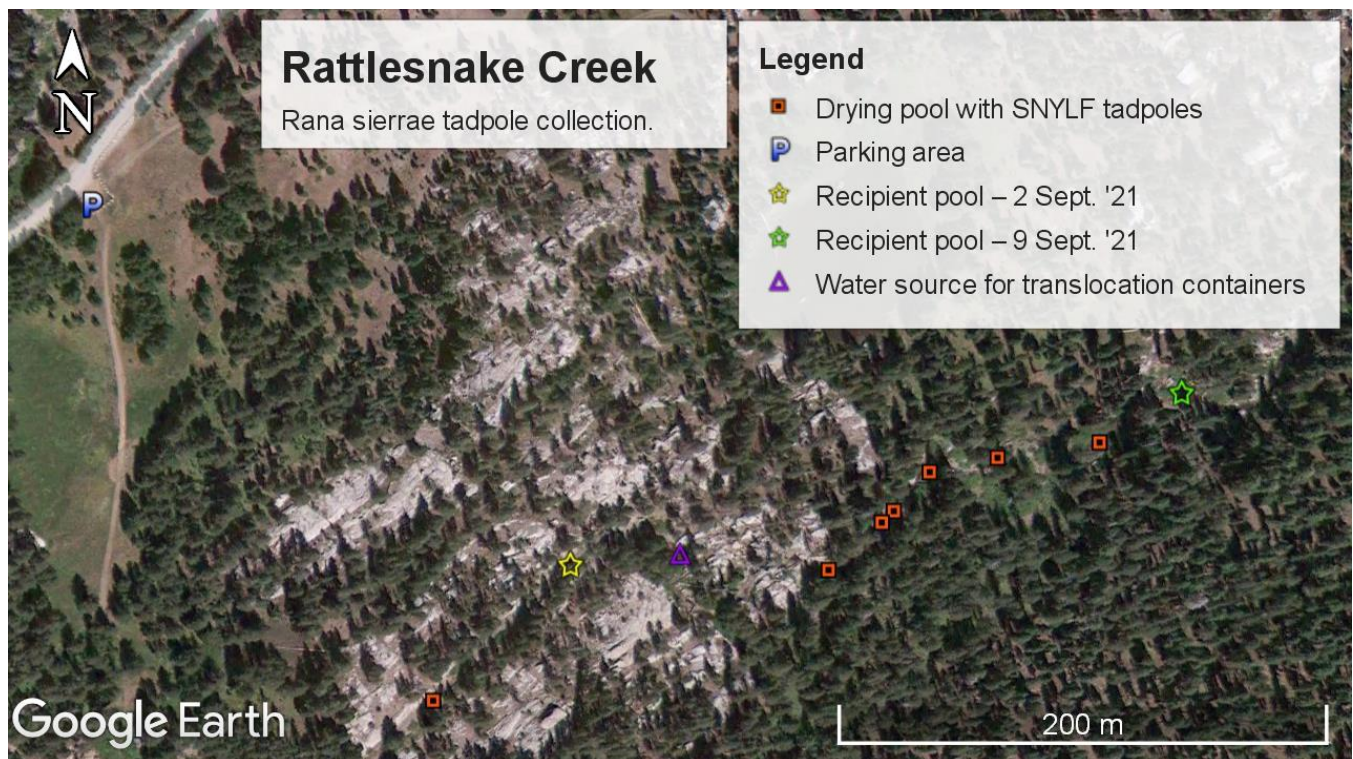 N
P
Rattlesnake Creek
Rana sierrae tadpole collection.
Legend
Drying pool with SNYLF tadpoles
P Parking area
Recipient pool – 2 Sept. '21
Recipient pool – 9 Sept. '21
Water source for translocation containers
Google Earth
200 m